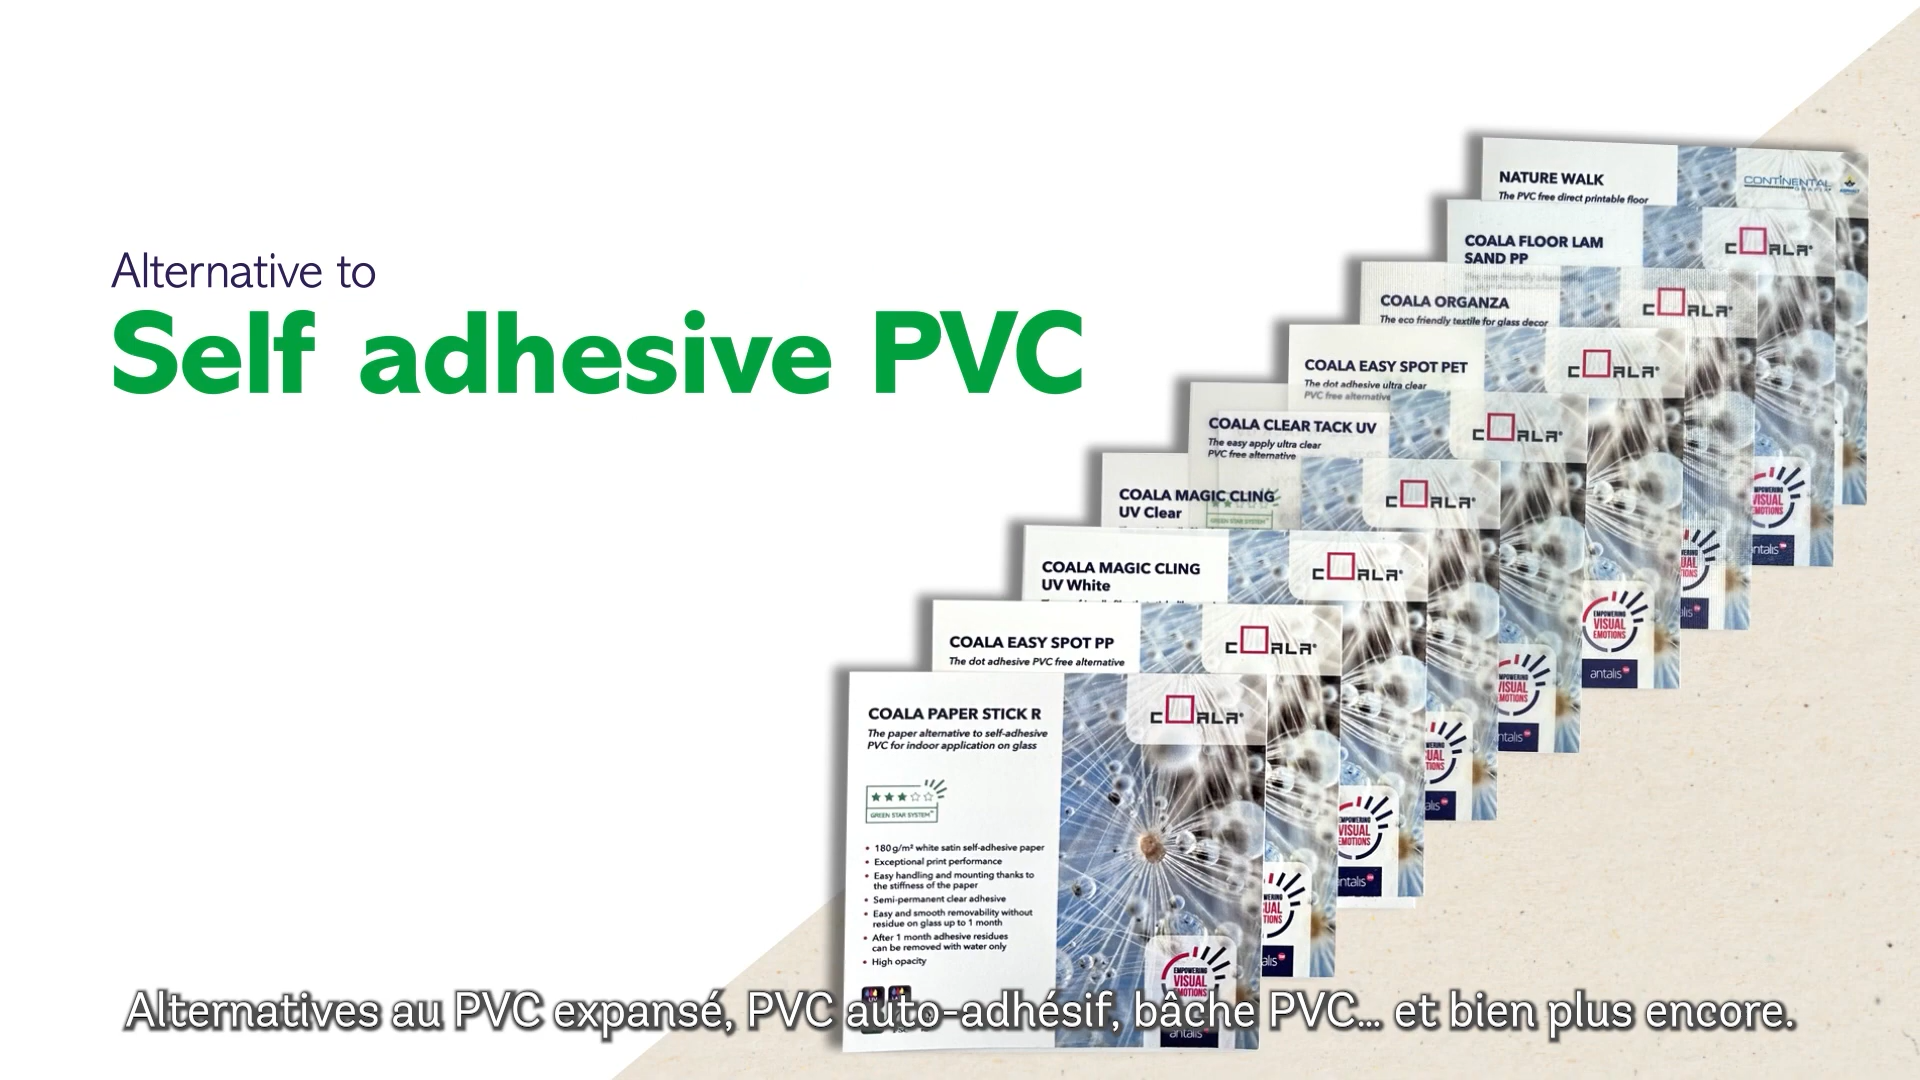 Alternative to
Self adhesive PVC
NATURE WALK
The PVC free direct printable floor
CONTINENTAL
COALA FLOOR LAM
SAND PP
COALA
COALA ORGANZA
The eco friendly textile for glass decor
COALA
COALA EASY SPOT PET
The dot adhesive ultra clear
PVC free alternative
COALA
COALA CLEAR TACK UV
The easy apply ultra clear
PVC free alternative
COALA
COALA MAGIC CLING
UV Clear
GREEN STAR SYSTEM
COALA
COALA MAGIC CLING
UV White
COALA
COALA EASY SPOT PP
The dot adhesive PVC free alternative
COALA
COALA PAPER STICK R
The paper alternative to self-adhesive
PVC for indoor application on glass
COALA
GREEN STAR SYSTEM
• 180 g/m² white satin self-adhesive paper
• Exceptional print performance
• Easy handling and mounting thanks to
the stiffness of the paper
• Semi-permanent clear adhesive
• Easy and smooth removability without
residue on glass up to 1 month
• After 1 month adhesive residues
can be removed with water only
• High opacity
EMPOWERING
VISUAL
EMOTIONS
antalis
EMPOWERING
VISUAL
EMOTIONS
antalis
Alternatives au PVC expansé, PVC auto-adhésif, bâche PVC... et bien plus encore.